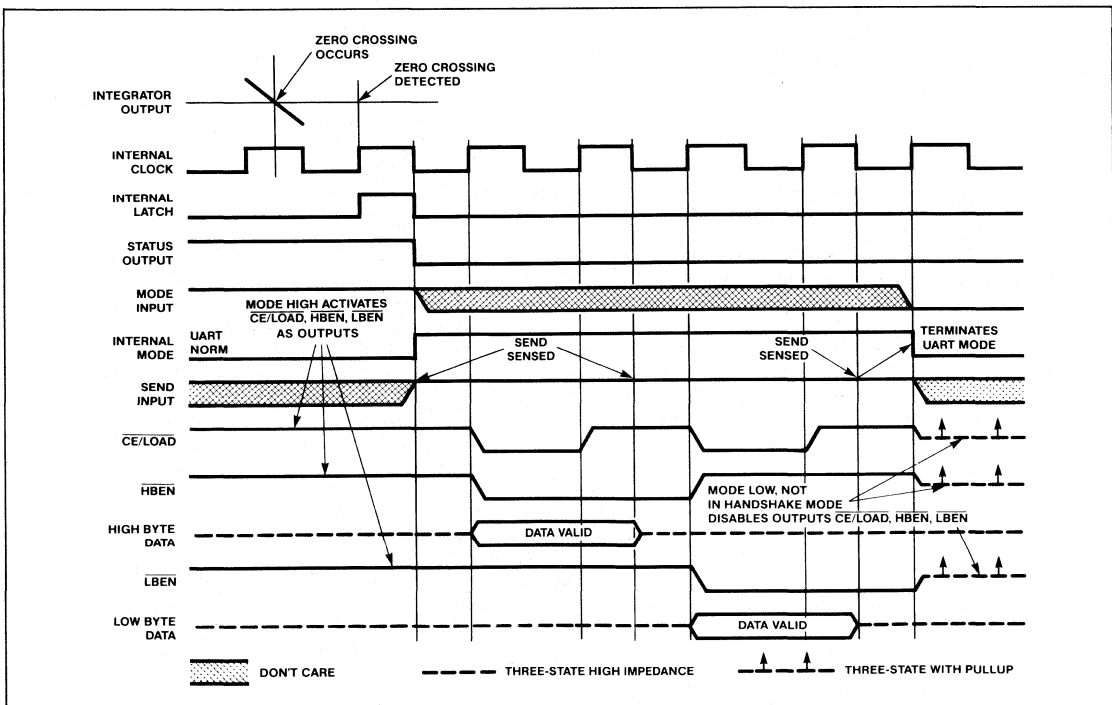 ZERO CROSSING
OCCURS
ZERO CROSSING
DETECTED
INTEGRATOR
OUTPUT
INTERNAL
CLOCK
INTERNAL
LATCH
STATUS
OUTPUT
MODE
INPUT
MODE HIGH ACTIVATES
CE/LOAD, HBEN, LBEN
AS OUTPUTS
INTERNAL
MODE
UART
NORM
SEND
SENSED
SEND
SENSED
TERMINATES
UART MODE
SEND
INPUT
CE/LOAD
HBEN
MODE LOW, NOT
IN HANDSHAKE MODE
DISABLES OUTPUTS CE/LOAD, HBEN, LBEN
HIGH BYTE
DATA
DATA VALID
LBEN
LOW BYTE
DATA
DATA VALID
DON'T CARE
THREE-STATE HIGH IMPEDANCE
THREE-STATE WITH PULLUP